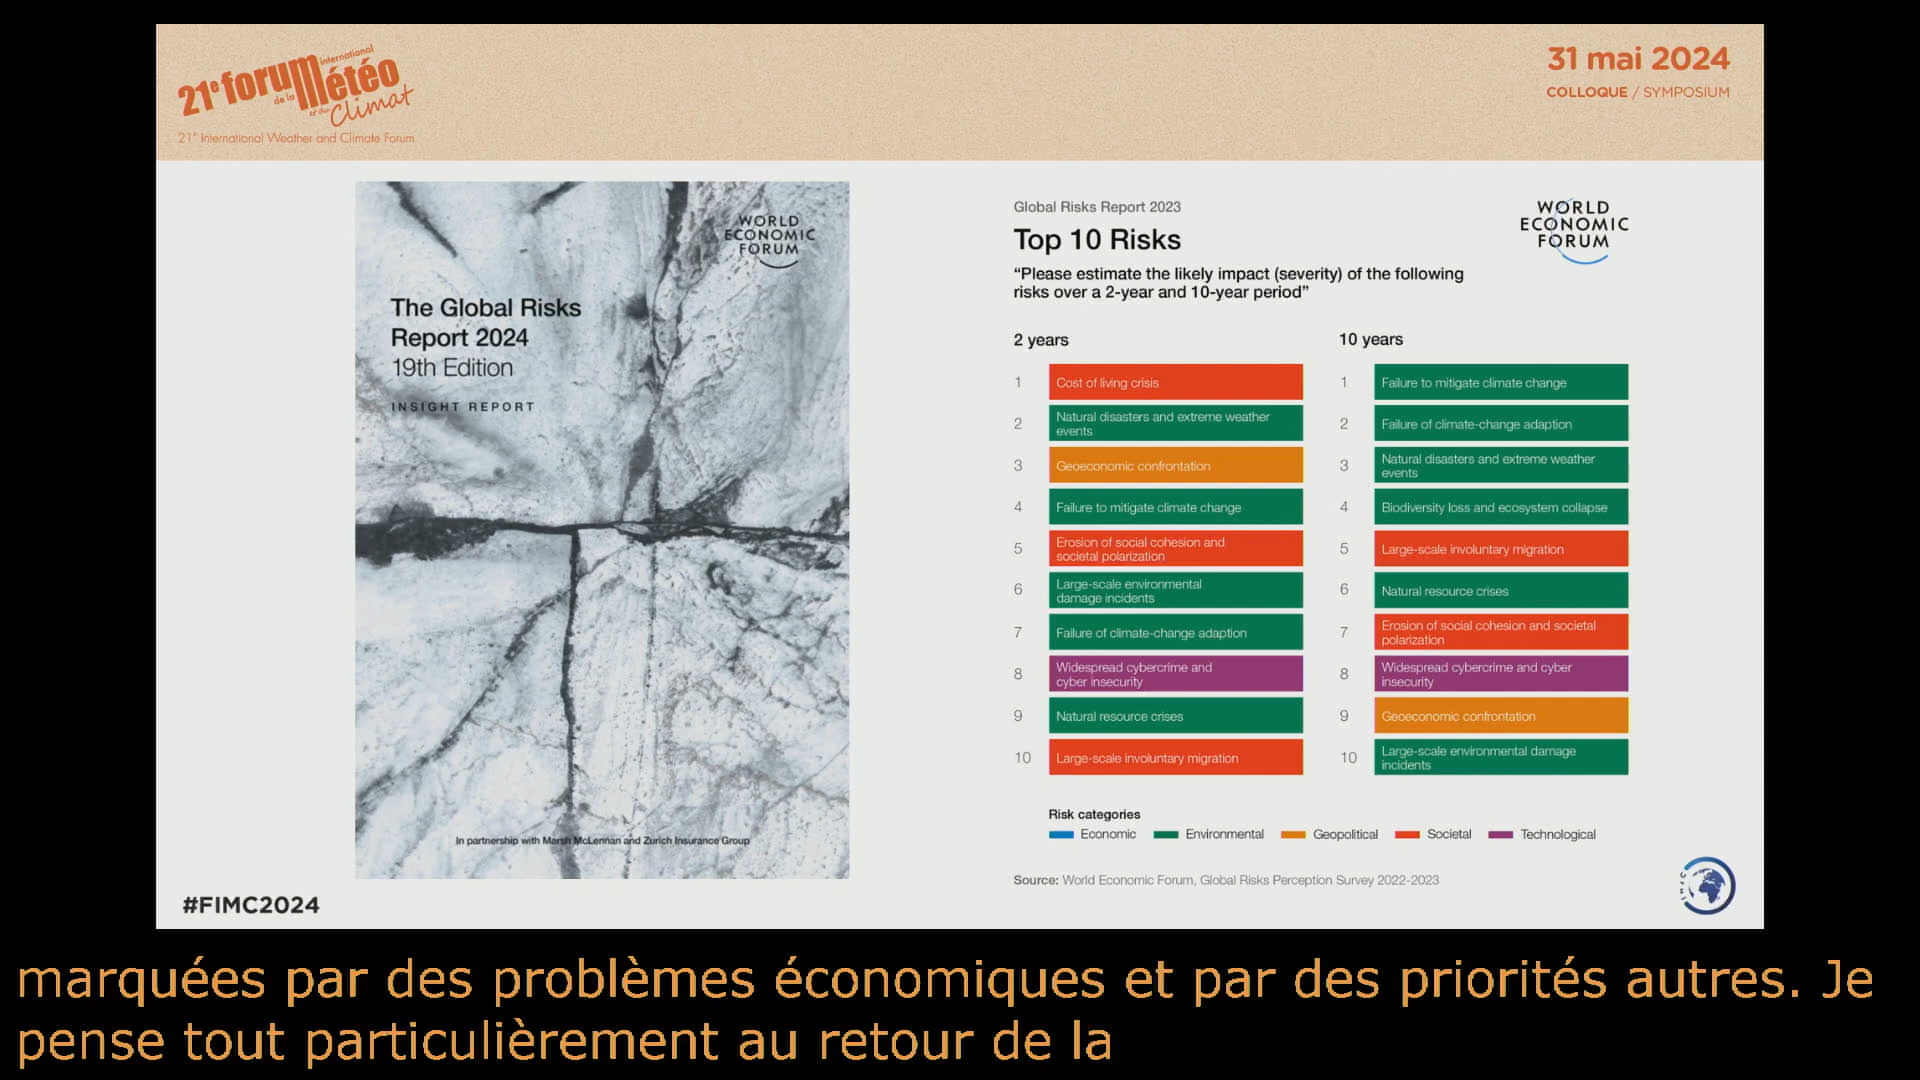 21e forum international
de la météo
et du Climat
21st International Weather and Climate Forum
31 mai 2024
COLLOQUE / SYMPOSIUM
WORLD
ECONOMIC
FORUM
The Global Risks
Report 2024
19th Edition
INSIGHT REPORT
In partnership with Marsh McLennan and Zurich Insurance Group
Global Risks Report 2023
Top 10 Risks
“Please estimate the likely impact (severity) of the following
risks over a 2-year and 10-year period”
WORLD
ECONOMIC
FORUM
2 years
1 Cost of living crisis
2 Natural disasters and extreme weather
events
3 Geoeconomic confrontation
4 Failure to mitigate climate change
5 Erosion of social cohesion and
societal polarization
6 Large-scale environmental
damage incidents
7 Failure of climate-change adaption
8 Widespread cybercrime and
cyber insecurity
9 Natural resource crises
10 Large-scale involuntary migration
10 years
1 Failure to mitigate climate change
2 Failure of climate-change adaption
3 Natural disasters and extreme weather
events
4 Biodiversity loss and ecosystem collapse
5 Large-scale involuntary migration
6 Natural resource crises
7 Erosion of social cohesion and societal
polarization
8 Widespread cybercrime and cyber
insecurity
9 Geoeconomic confrontation
10 Large-scale environmental damage
incidents
Risk categories
Economic Environmental Geopolitical Societal Technological
Source: World Economic Forum, Global Risks Perception Survey 2022-2023
#FIMC2024
marquées par des problèmes économiques et par des priorités autres. Je
pense tout particulièrement au retour de la